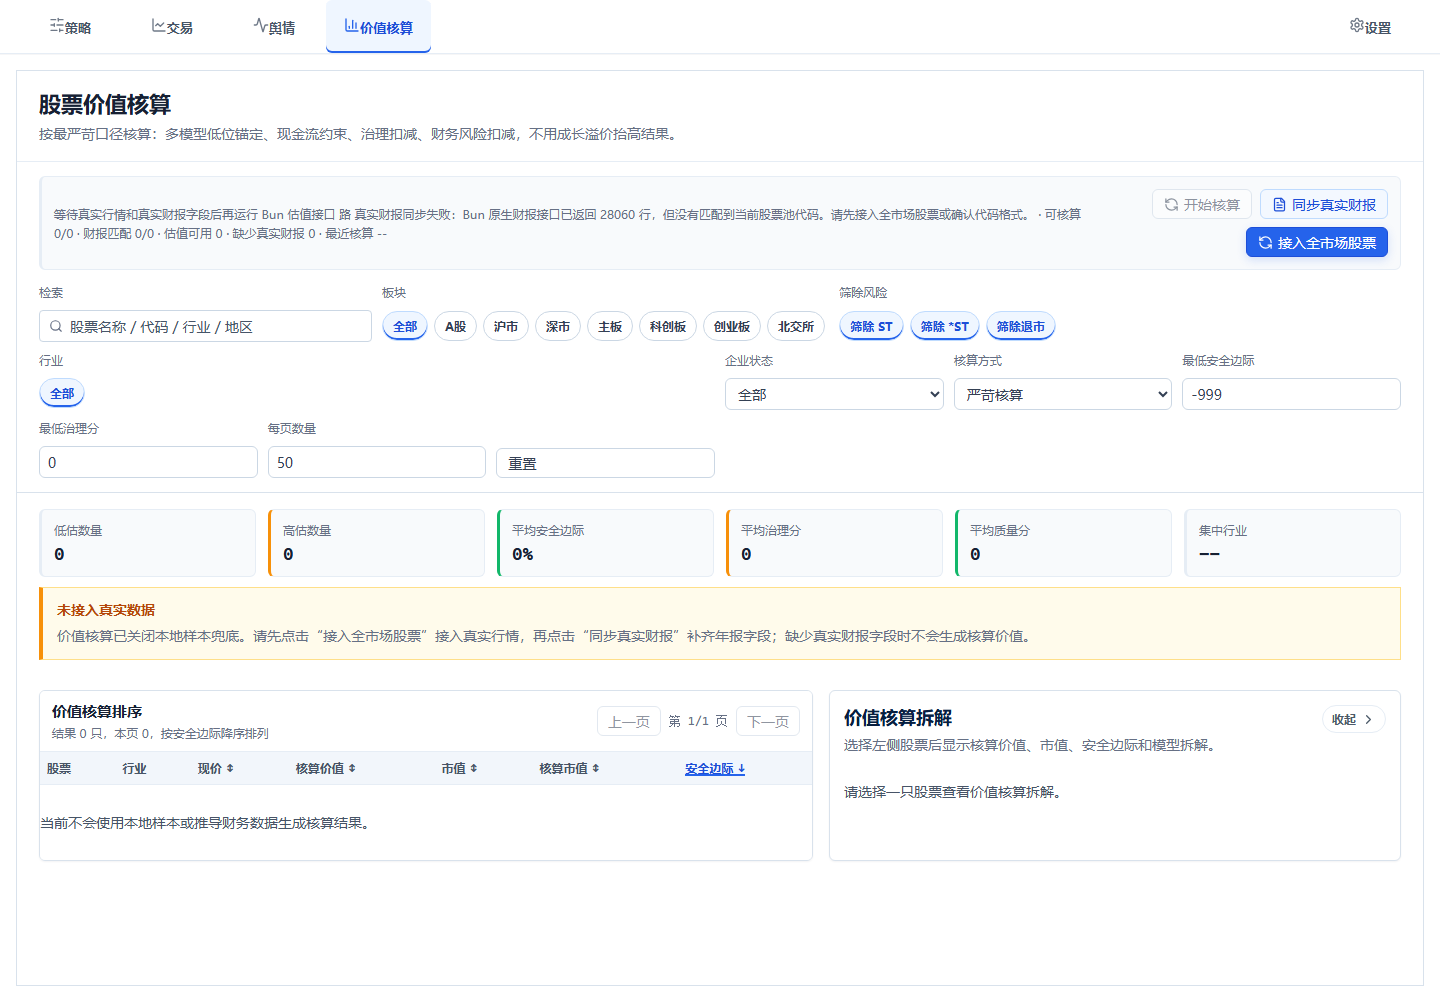 策略
交易
舆情
价值核算
设置
股票价值核算
按最严苛口径核算：多模型低位锚定、现金流约束、治理扣减、财务风险扣减，不用成长溢价抬高结果。
等待真实行情和真实财报字段后再运行 Bun 估值接口 路 真实财报同步失败：Bun 原生财报接口已返回 28060 行，但没有匹配到当前股票池代码。请先接入全市场股票或确认代码格式。 · 可核算
0/0 · 财报匹配 0/0 · 估值可用 0 · 缺少真实财报 0 · 最近核算 --
开始核算
同步真实财报
接入全市场股票
检索
板块
筛除风险
股票名称 / 代码 / 行业 / 地区
全部
A股
沪市
深市
主板
科创板
创业板
北交所
筛除 ST
筛除 *ST
筛除退市
行业
企业状态
核算方式
最低安全边际
全部
全部
严苛核算
-999
最低治理分
每页数量
0
50
重置
低估数量
0
高估数量
0
平均安全边际
0%
平均治理分
0
平均质量分
0
集中行业
--
未接入真实数据
价值核算已关闭本地样本兜底。请先点击“接入全市场股票”接入真实行情，再点击“同步真实财报”补齐年报字段；缺少真实财报字段时不会生成核算价值。
价值核算排序
结果 0 只，本页 0，按安全边际降序排列
上一页
第 1/1 页
下一页
股票
行业
现价 ↕
核算价值 ↕
市值 ↕
核算市值 ↕
安全边际 ↓
当前不会使用本地样本或推导财务数据生成核算结果。
价值核算拆解
选择左侧股票后显示核算价值、市值、安全边际和模型拆解。
收起
请选择一只股票查看价值核算拆解。